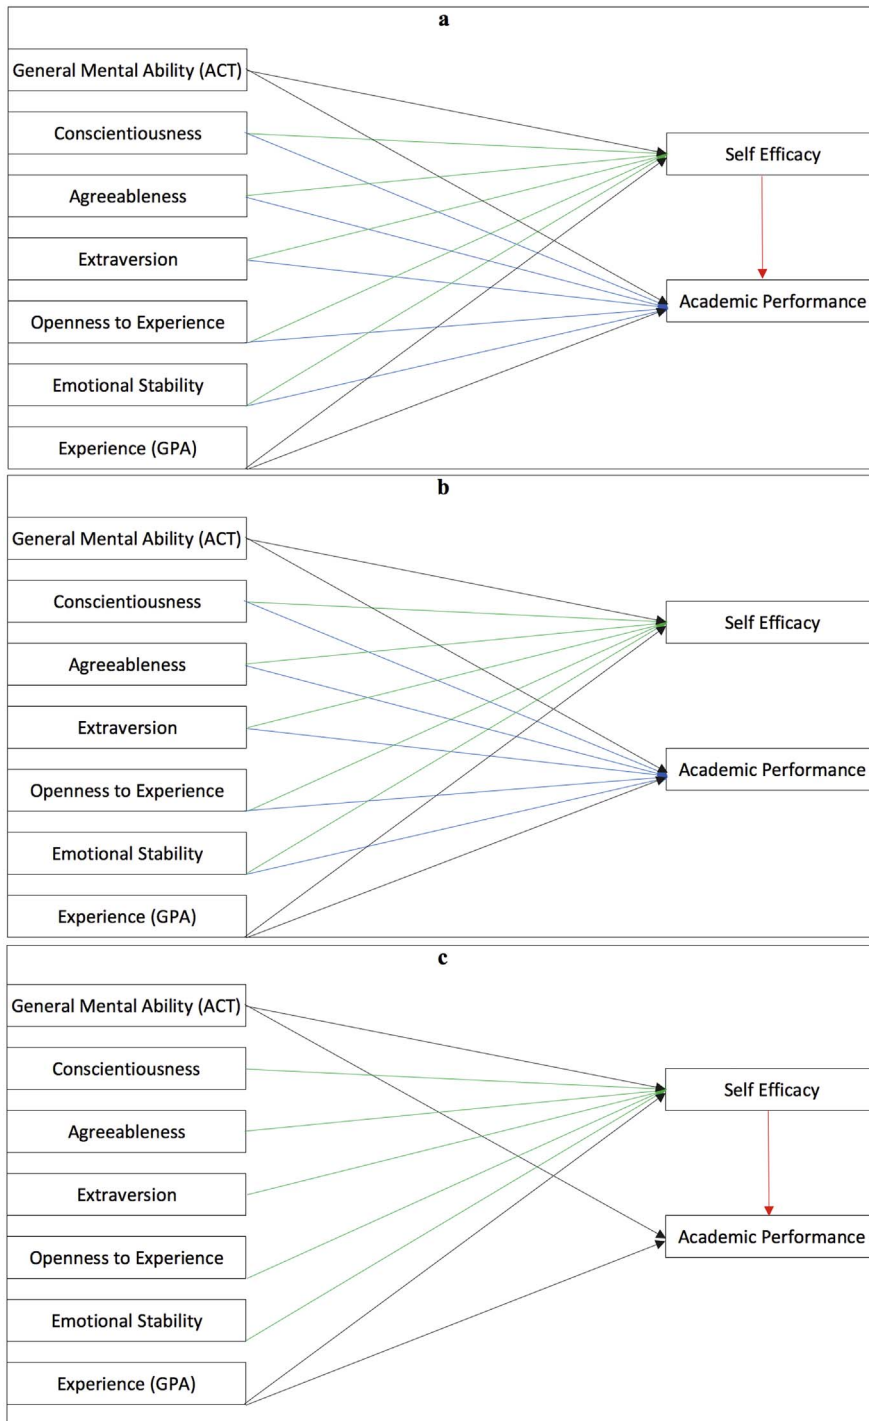 a
General Mental Ability (ACT)
Conscientiousness
Self Efficacy
Agreeableness
Extraversion
Academic Performance
Openness to Experience
Emotional Stability
Experience (GPA)
b
General Mental Ability (ACT)
Conscientiousness
Self Efficacy
Agreeableness
Extraversion
Academic Performance
Openness to Experience
Emotional Stability
Experience (GPA)
c
General Mental Ability (ACT)
Conscientiousness
Self Efficacy
Agreeableness
Extraversion
Academic Performance
Openness to Experience
Emotional Stability
Experience (GPA)